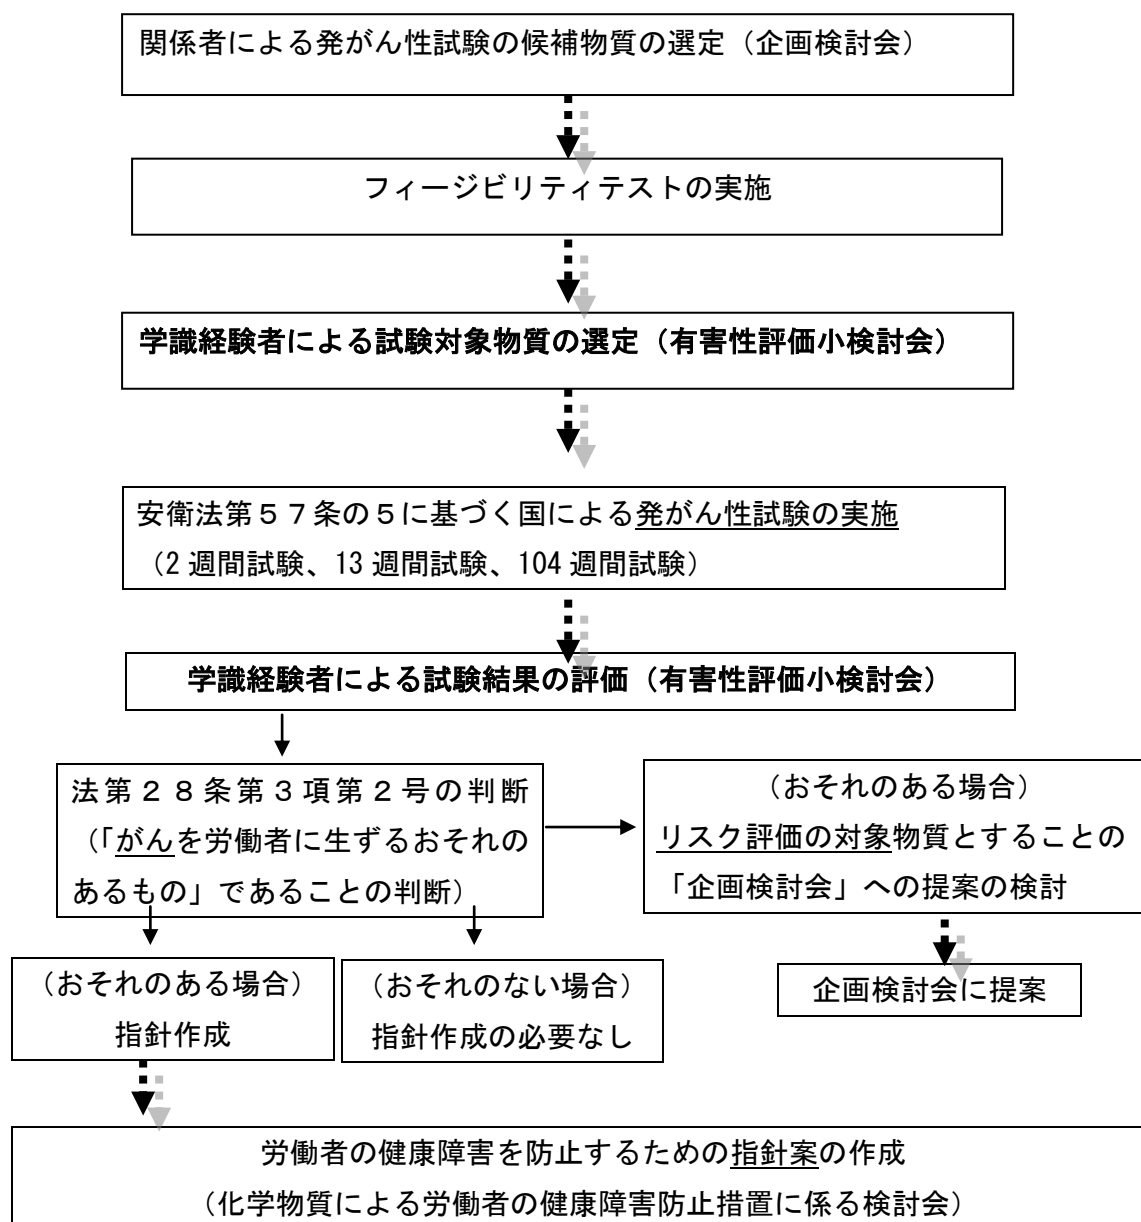 関係者による発がん性試験の候補物質の選定（企画検討会）
フィージビリティテストの実施
学識経験者による試験対象物質の選定（有害性評価小検討会）
安衛法第５７条の５に基づく国による発がん性試験の実施
（2 週間試験、13 週間試験、104 週間試験）
学識経験者による試験結果の評価（有害性評価小検討会）
法第２８条第３項第２号の判断
（「がんを労働者に生ずるおそれの
あるもの」であることの判断）
（おそれのある場合）
リスク評価の対象物質とすることの
「企画検討会」への提案の検討
（おそれのある場合）
指針作成
（おそれのない場合）
指針作成の必要なし
企画検討会に提案
労働者の健康障害を防止するための指針案の作成
（化学物質による労働者の健康障害防止措置に係る検討会）